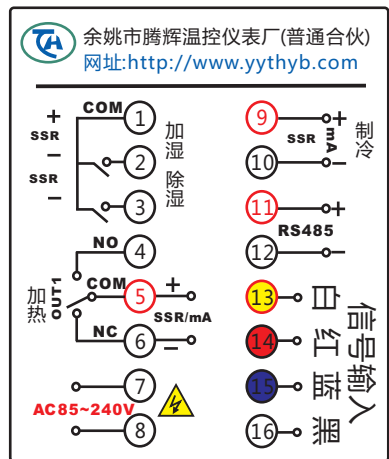 余姚市腾辉温控仪表厂(普通合伙)
网址:http://www.yythyb.com
+
SSR
−
SSR
−
COM
1
加湿
2
除湿
3
NO
4
加热
OUT1
COM
5
+
SSR/mA
NC
6
−
7
AC85~240V
8
9
+
SSR
mA
制冷
10
−
11
+
RS485
12
−
13
白
14
红
15
蓝
16
黑
信号输入